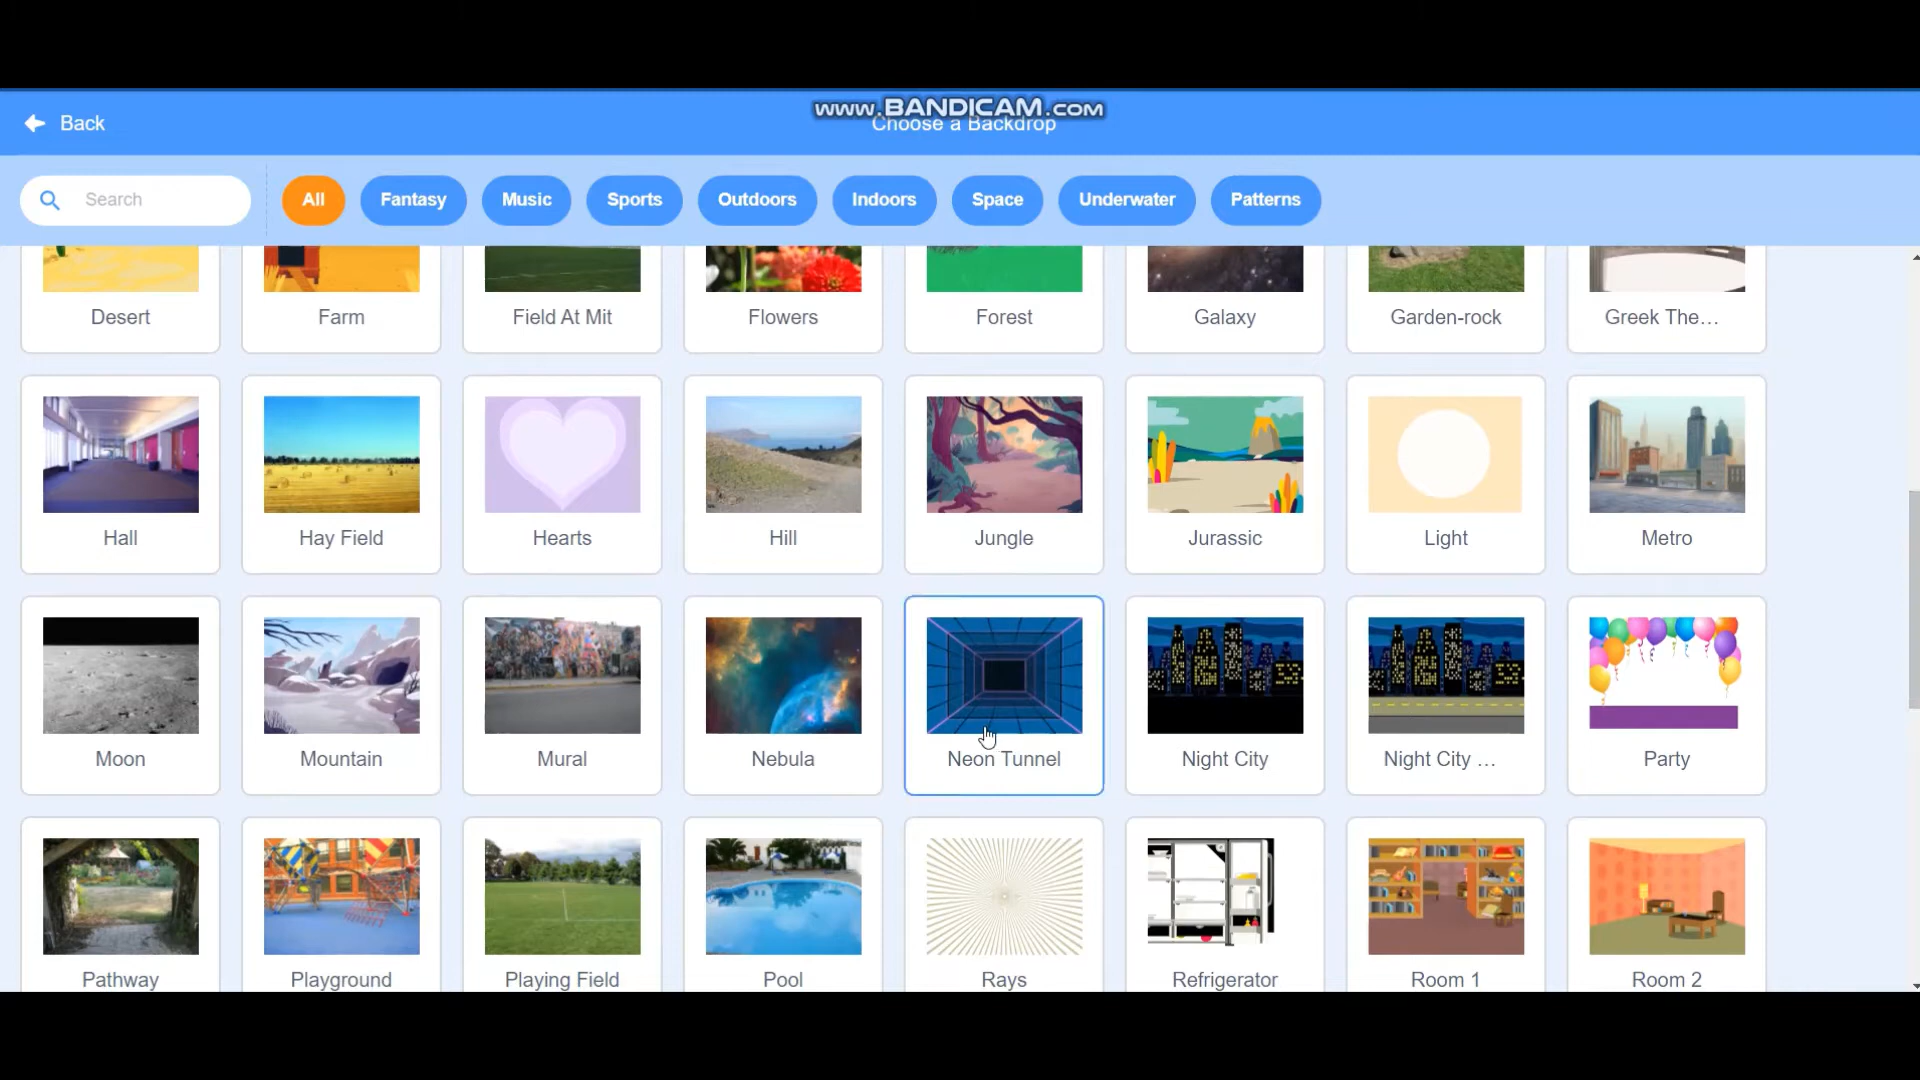 www.BANDICAM.com
Back
Choose a Backdrop
Search
All
Fantasy
Music
Sports
Outdoors
Indoors
Space
Underwater
Patterns
Desert
Farm
Field At Mit
Flowers
Forest
Galaxy
Garden-rock
Greek The...
Hall
Hay Field
Hearts
Hill
Jungle
Jurassic
Light
Metro
Moon
Mountain
Mural
Nebula
Neon Tunnel
Night City
Night City ...
Party
Pathway
Playground
Playing Field
Pool
Rays
Refrigerator
Room 1
Room 2